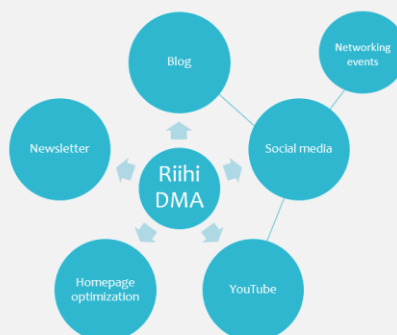 Blog
Networking
events
Newsletter
Social media
Riihi
DMA
Homepage
optimization
YouTube